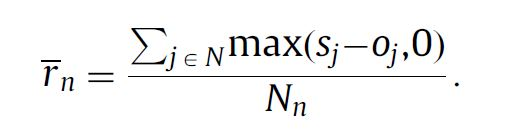 r̅ₙ = ∑_{j ∈ N} max(sⱼ−oⱼ,0) / Nₙ .